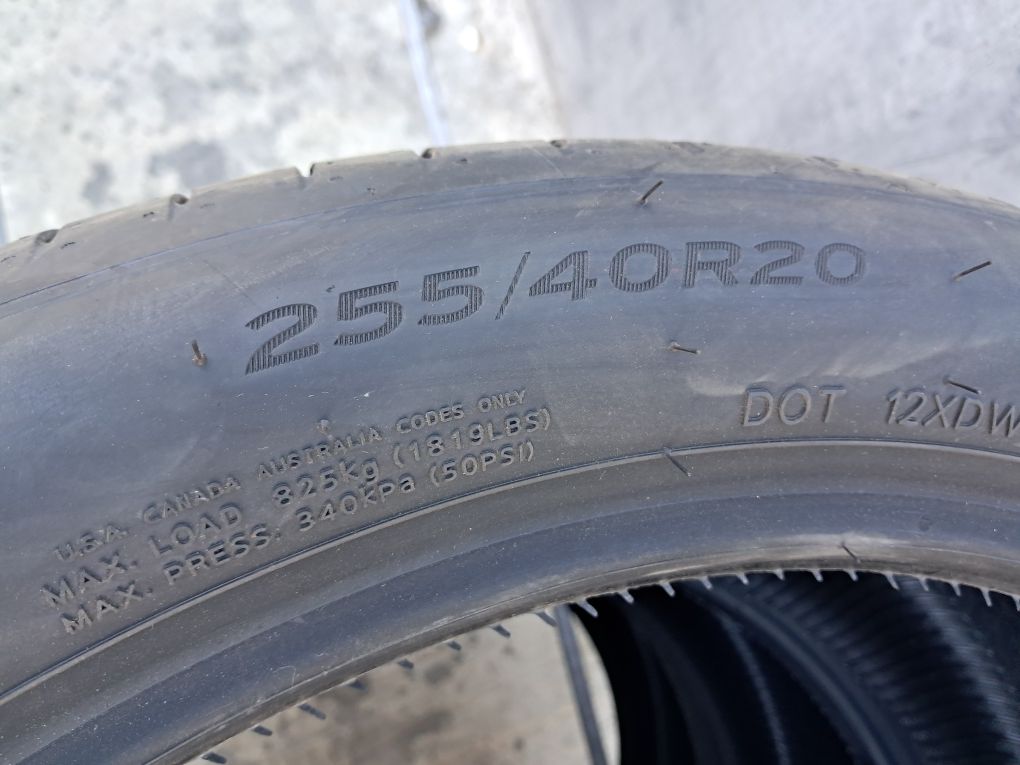 255/40R20
U.S.A. CANADA AUSTRALIA CODES ONLY
MAX. LOAD 825kg (1819LBS)
MAX. PRESS. 340kPa (50PSI)
DOT 12XDW